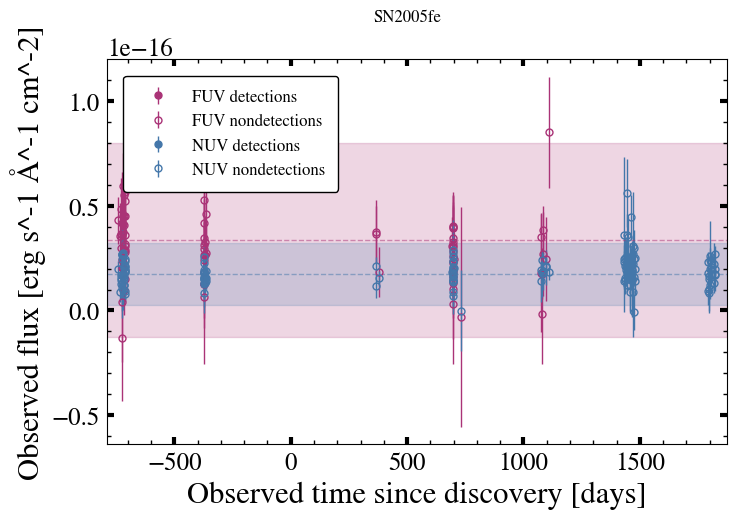 SN2005fe
1e−16
FUV detections
FUV nondetections
NUV detections
NUV nondetections
1.0
0.5
0.0
−0.5
−500
0
500
1000
1500
Observed time since discovery [days]
Observed flux [erg s^-1 Å^-1 cm^-2]